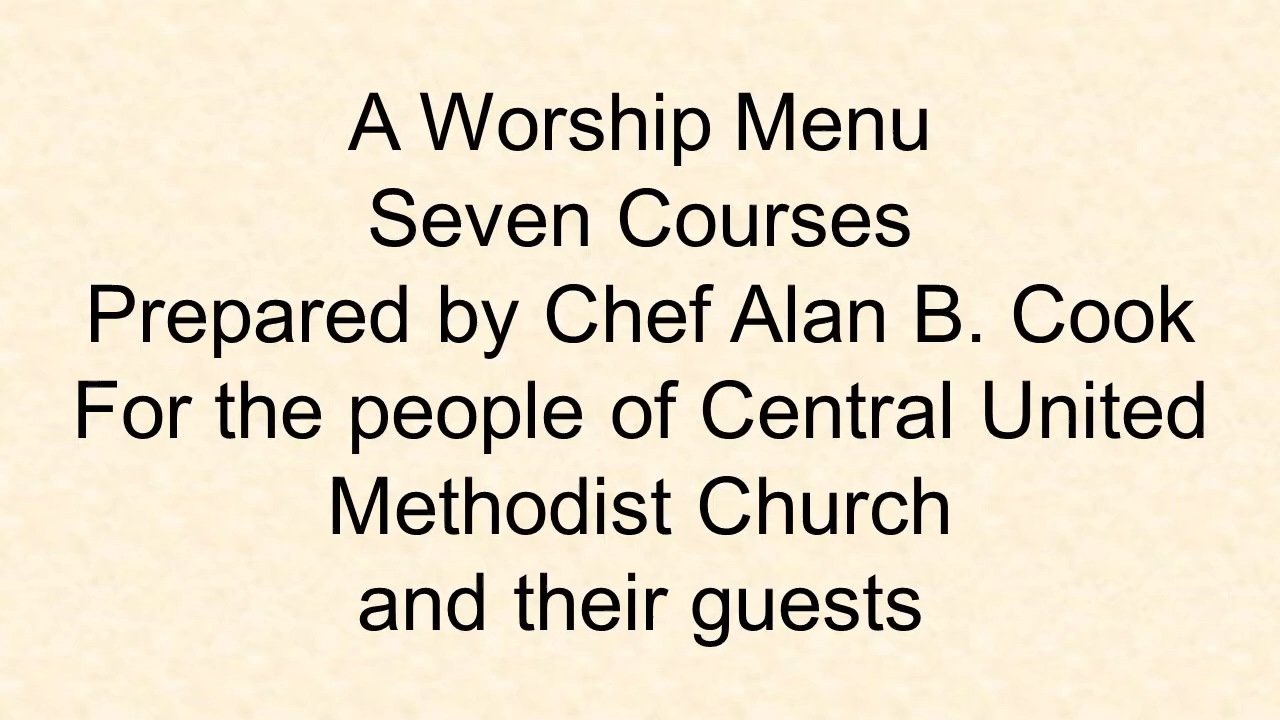 A Worship Menu
Seven Courses
Prepared by Chef Alan B. Cook
For the people of Central United
Methodist Church
and their guests